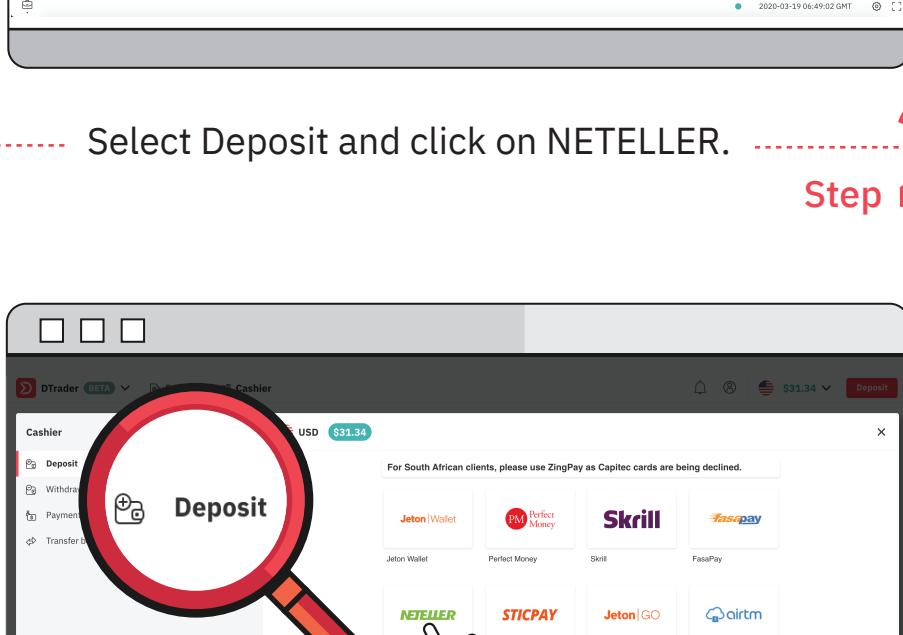 2020-03-19 06:49:02 GMT
Select Deposit and click on NETELLER.
Step
DTrader BETA Cashier $31.34 Deposit
Cashier USD $31.34
For South African clients, please use ZingPay as Capitec cards are being declined.
Deposit
Deposit
Jeton Wallet PM Perfect Money Skrill Fasapay
Jeton Wallet Perfect Money Skrill FasaPay
Transfer
NETELLER STICPAY Jeton GO airtm